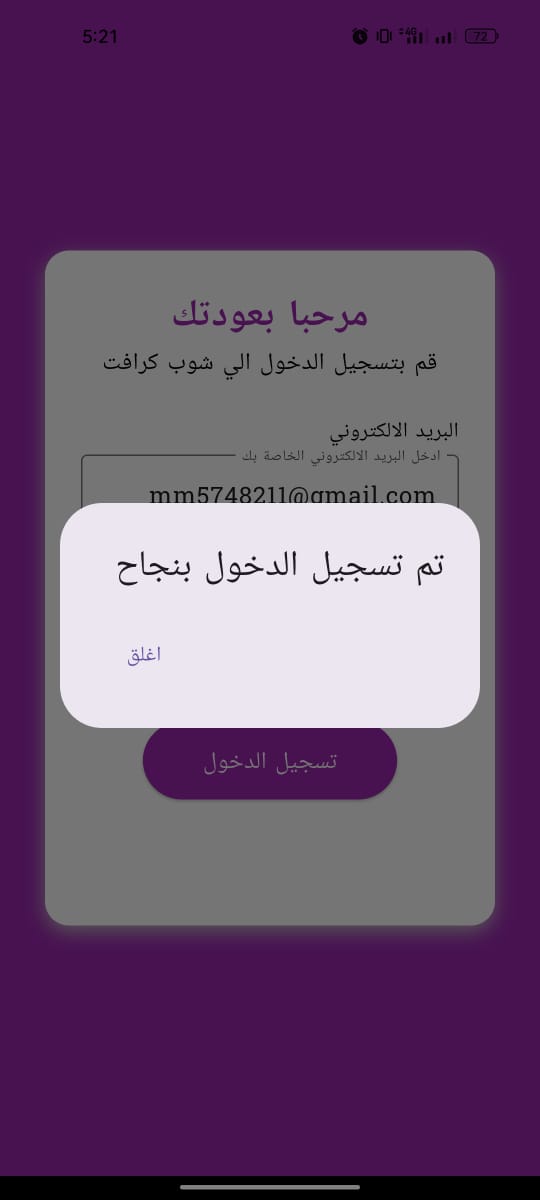 5:21
4G
72
مرحبا بعودتك
قم بتسجيل الدخول الي شوب كرافت
البريد الالكتروني
ادخل البريد الالكتروني الخاصة بك
mm5748211@gmail.com
تم تسجيل الدخول بنجاح
اغلق
تسجيل الدخول